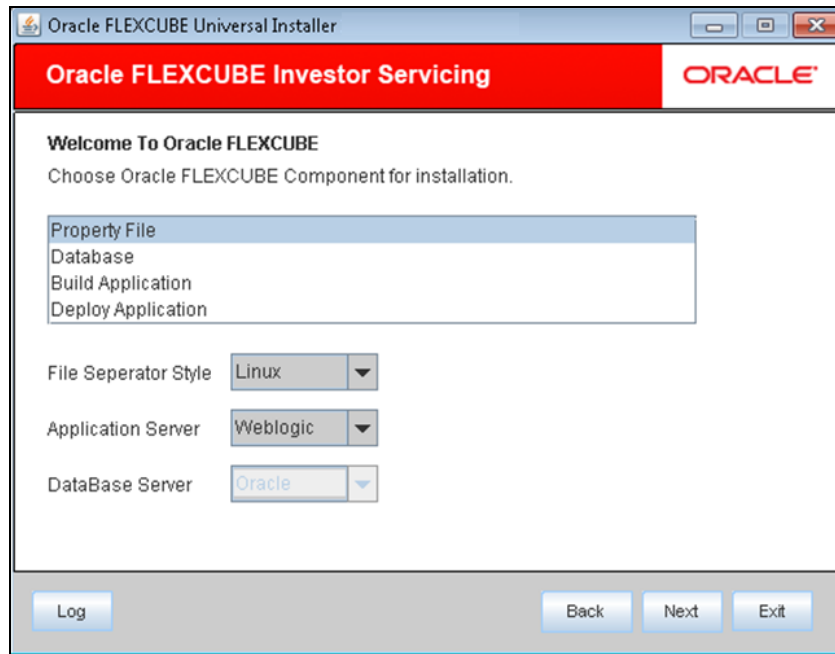 Oracle FLEXCUBE Universal Installer
Oracle FLEXCUBE Investor Servicing
ORACLE
Welcome To Oracle FLEXCUBE
Choose Oracle FLEXCUBE Component for installation.
Property File
Database
Build Application
Deploy Application
File Seperator Style Linux
Application Server Weblogic
DataBase Server Oracle
Log Back Next Exit